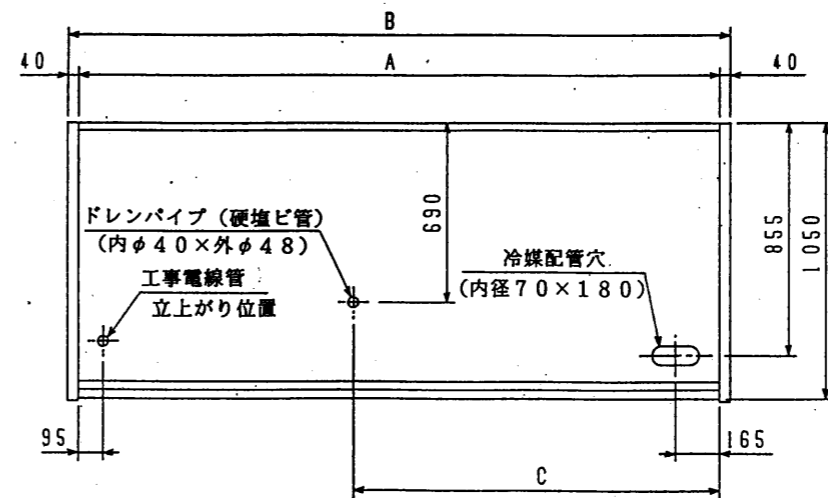 B
40
A
40
ドレンパイプ（硬塩ビ管）
（内φ４０×外φ４８）
690
工事電線管
立上がり位置
冷媒配管穴
（内径７０×１８０）
855
1050
95
165
C